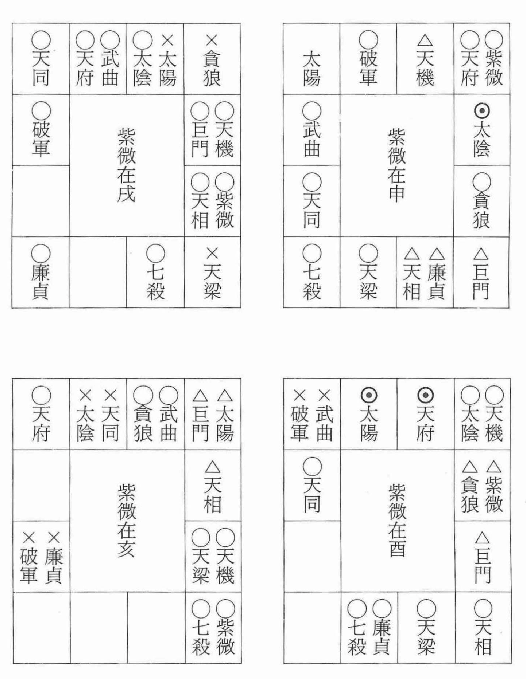 ○紫微
○天府
△天機
○破軍
太陽
⊙太陰
紫微在申
○武曲
○貪狼
○天同
△巨門
△廉貞
△天相
○天梁
○七殺
○天機
○太陰
⊙天府
⊙太陽
×武曲
×破軍
△紫微
△貪狼
紫微在酉
○天同
△巨門
○天相
○天梁
○廉貞
○七殺
×貪狼
×太陽
○太陰
○武曲
○天府
○天同
○天機
○巨門
紫微在戌
○破軍
○紫微
○天相
×天梁
○七殺
○廉貞
△太陽
△巨門
○武曲
○貪狼
×天同
×太陰
○天府
△天相
紫微在亥
○天機
○天梁
×廉貞
×破軍
○紫微
○七殺